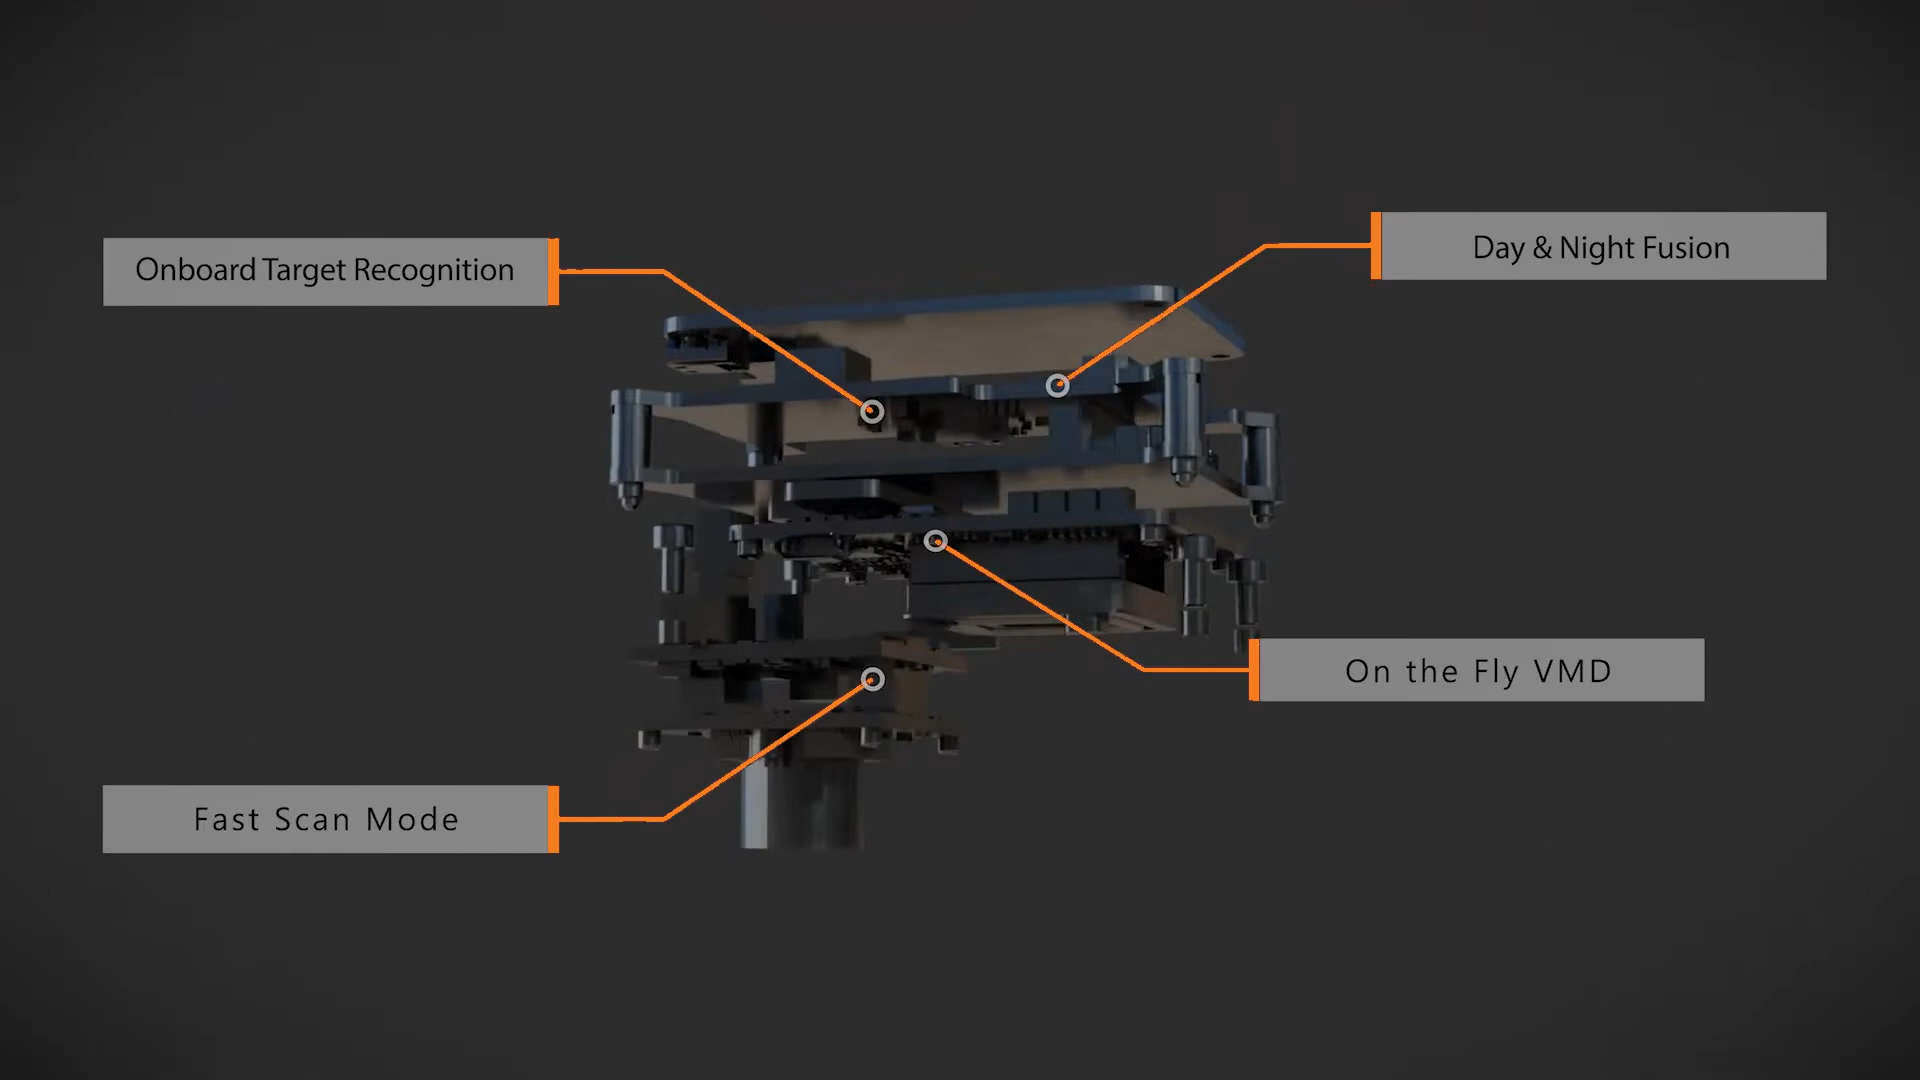 Onboard Target Recognition
Day & Night Fusion
On the Fly VMD
Fast Scan Mode